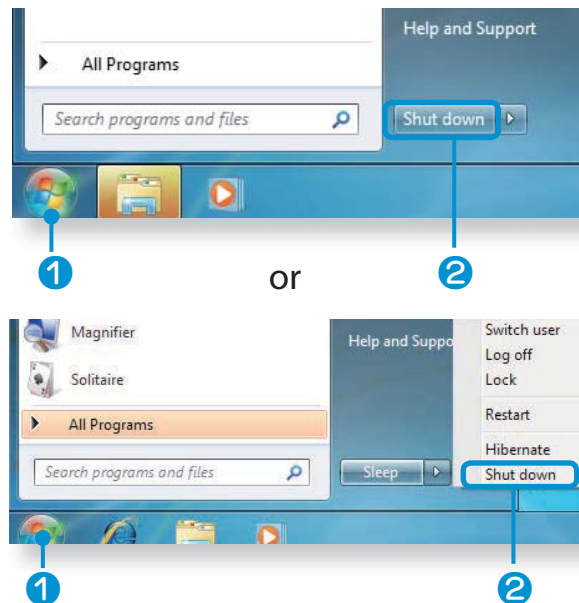 Help and Support
All Programs
Search programs and files
Shut down
1
or
2
Magnifier
Solitaire
All Programs
Search programs and files
Help and Suppo
Sleep
Switch user
Log off
Lock
Restart
Hibernate
Shut down
1
2